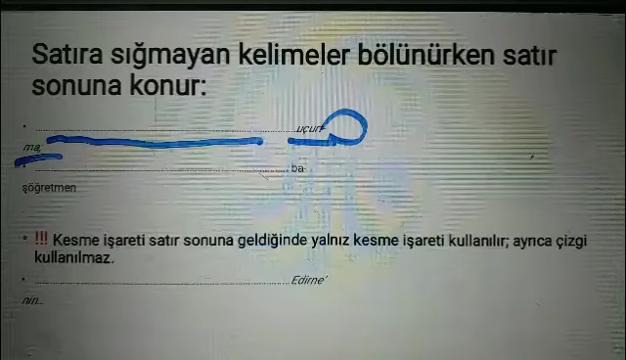 Satıra sığmayan kelimeler bölünürken satır
sonuna konur:
• ................................................ uçurt-
ma,
• ................................................ ba-
şöğretmen
• !!! Kesme işareti satır sonuna geldiğinde yalnız kesme işareti kullanılır; ayrıca çizgi
kullanılmaz.
• ................................................ Edirne'
nin...